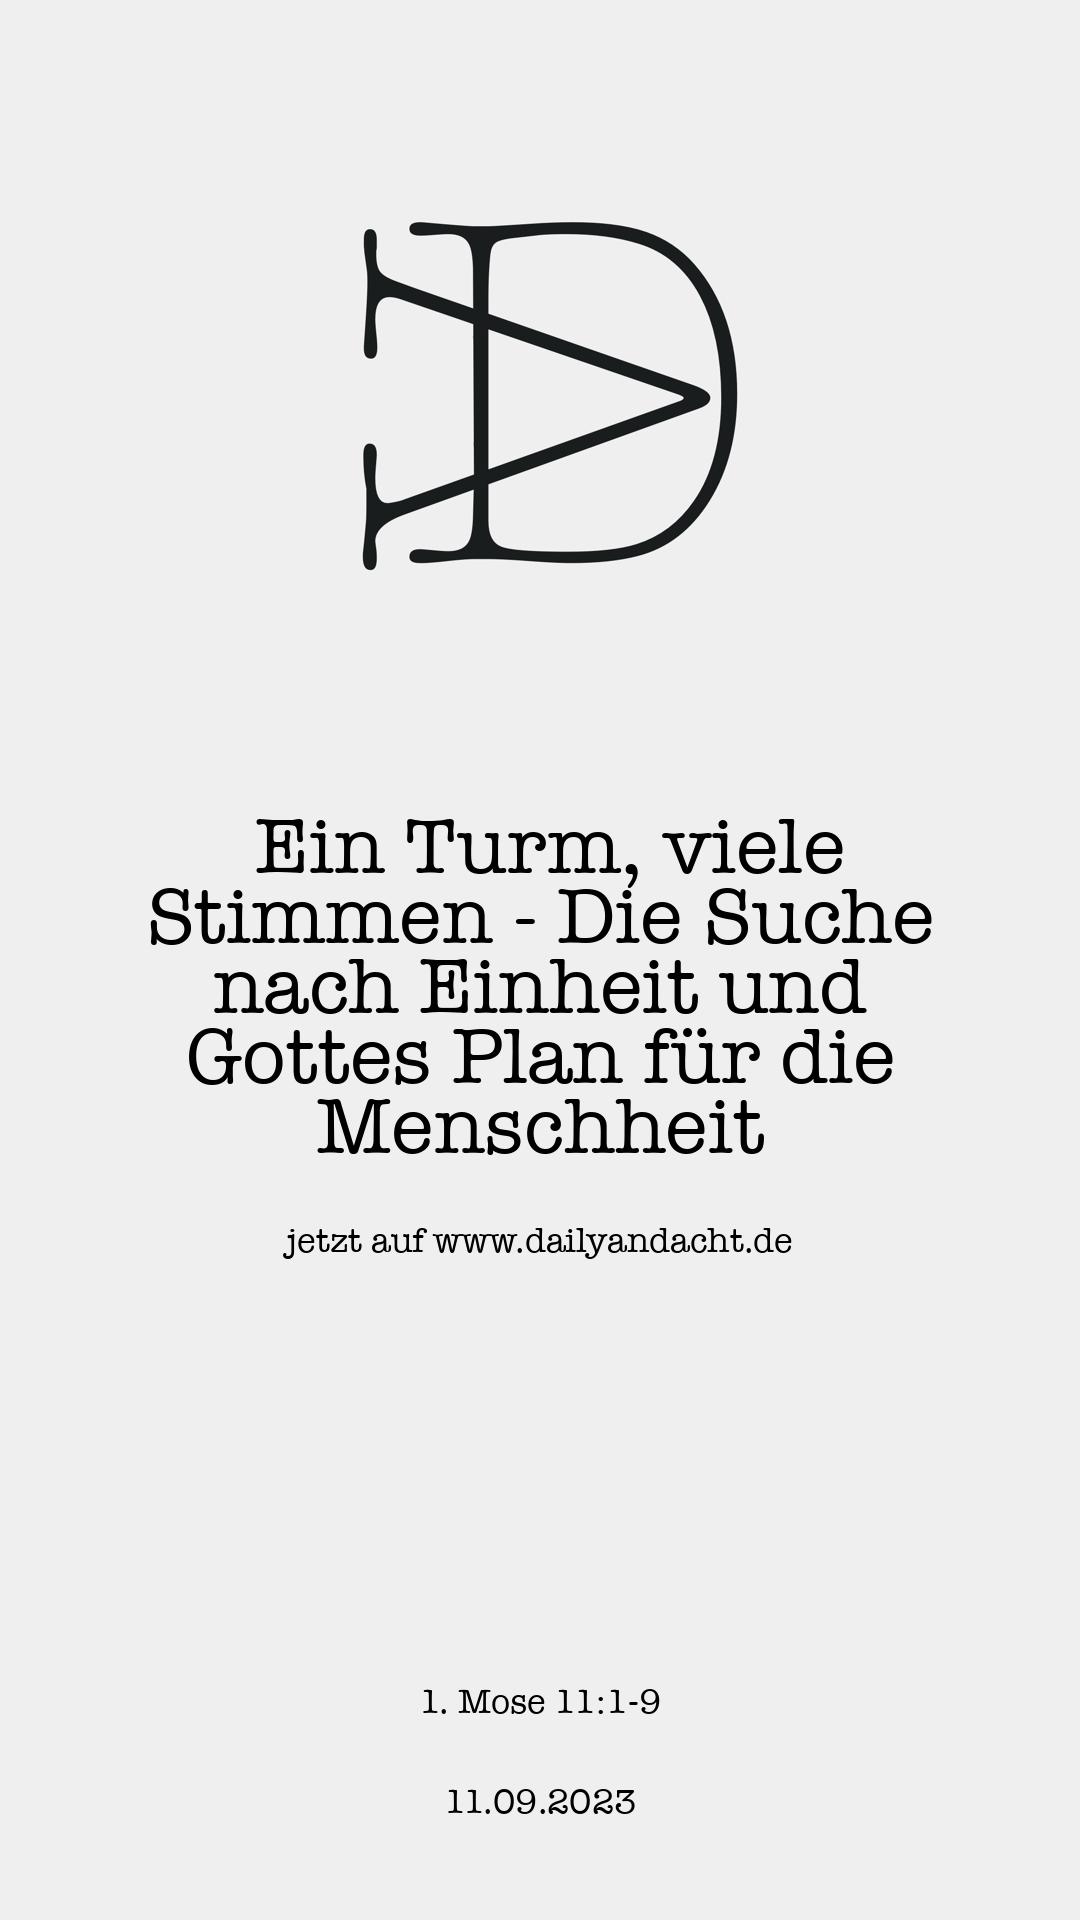 Ein Turm, viele
Stimmen - Die Suche
nach Einheit und
Gottes Plan für die
Menschheit
jetzt auf www.dailyandacht.de
1. Mose 11:1-9
11.09.2023